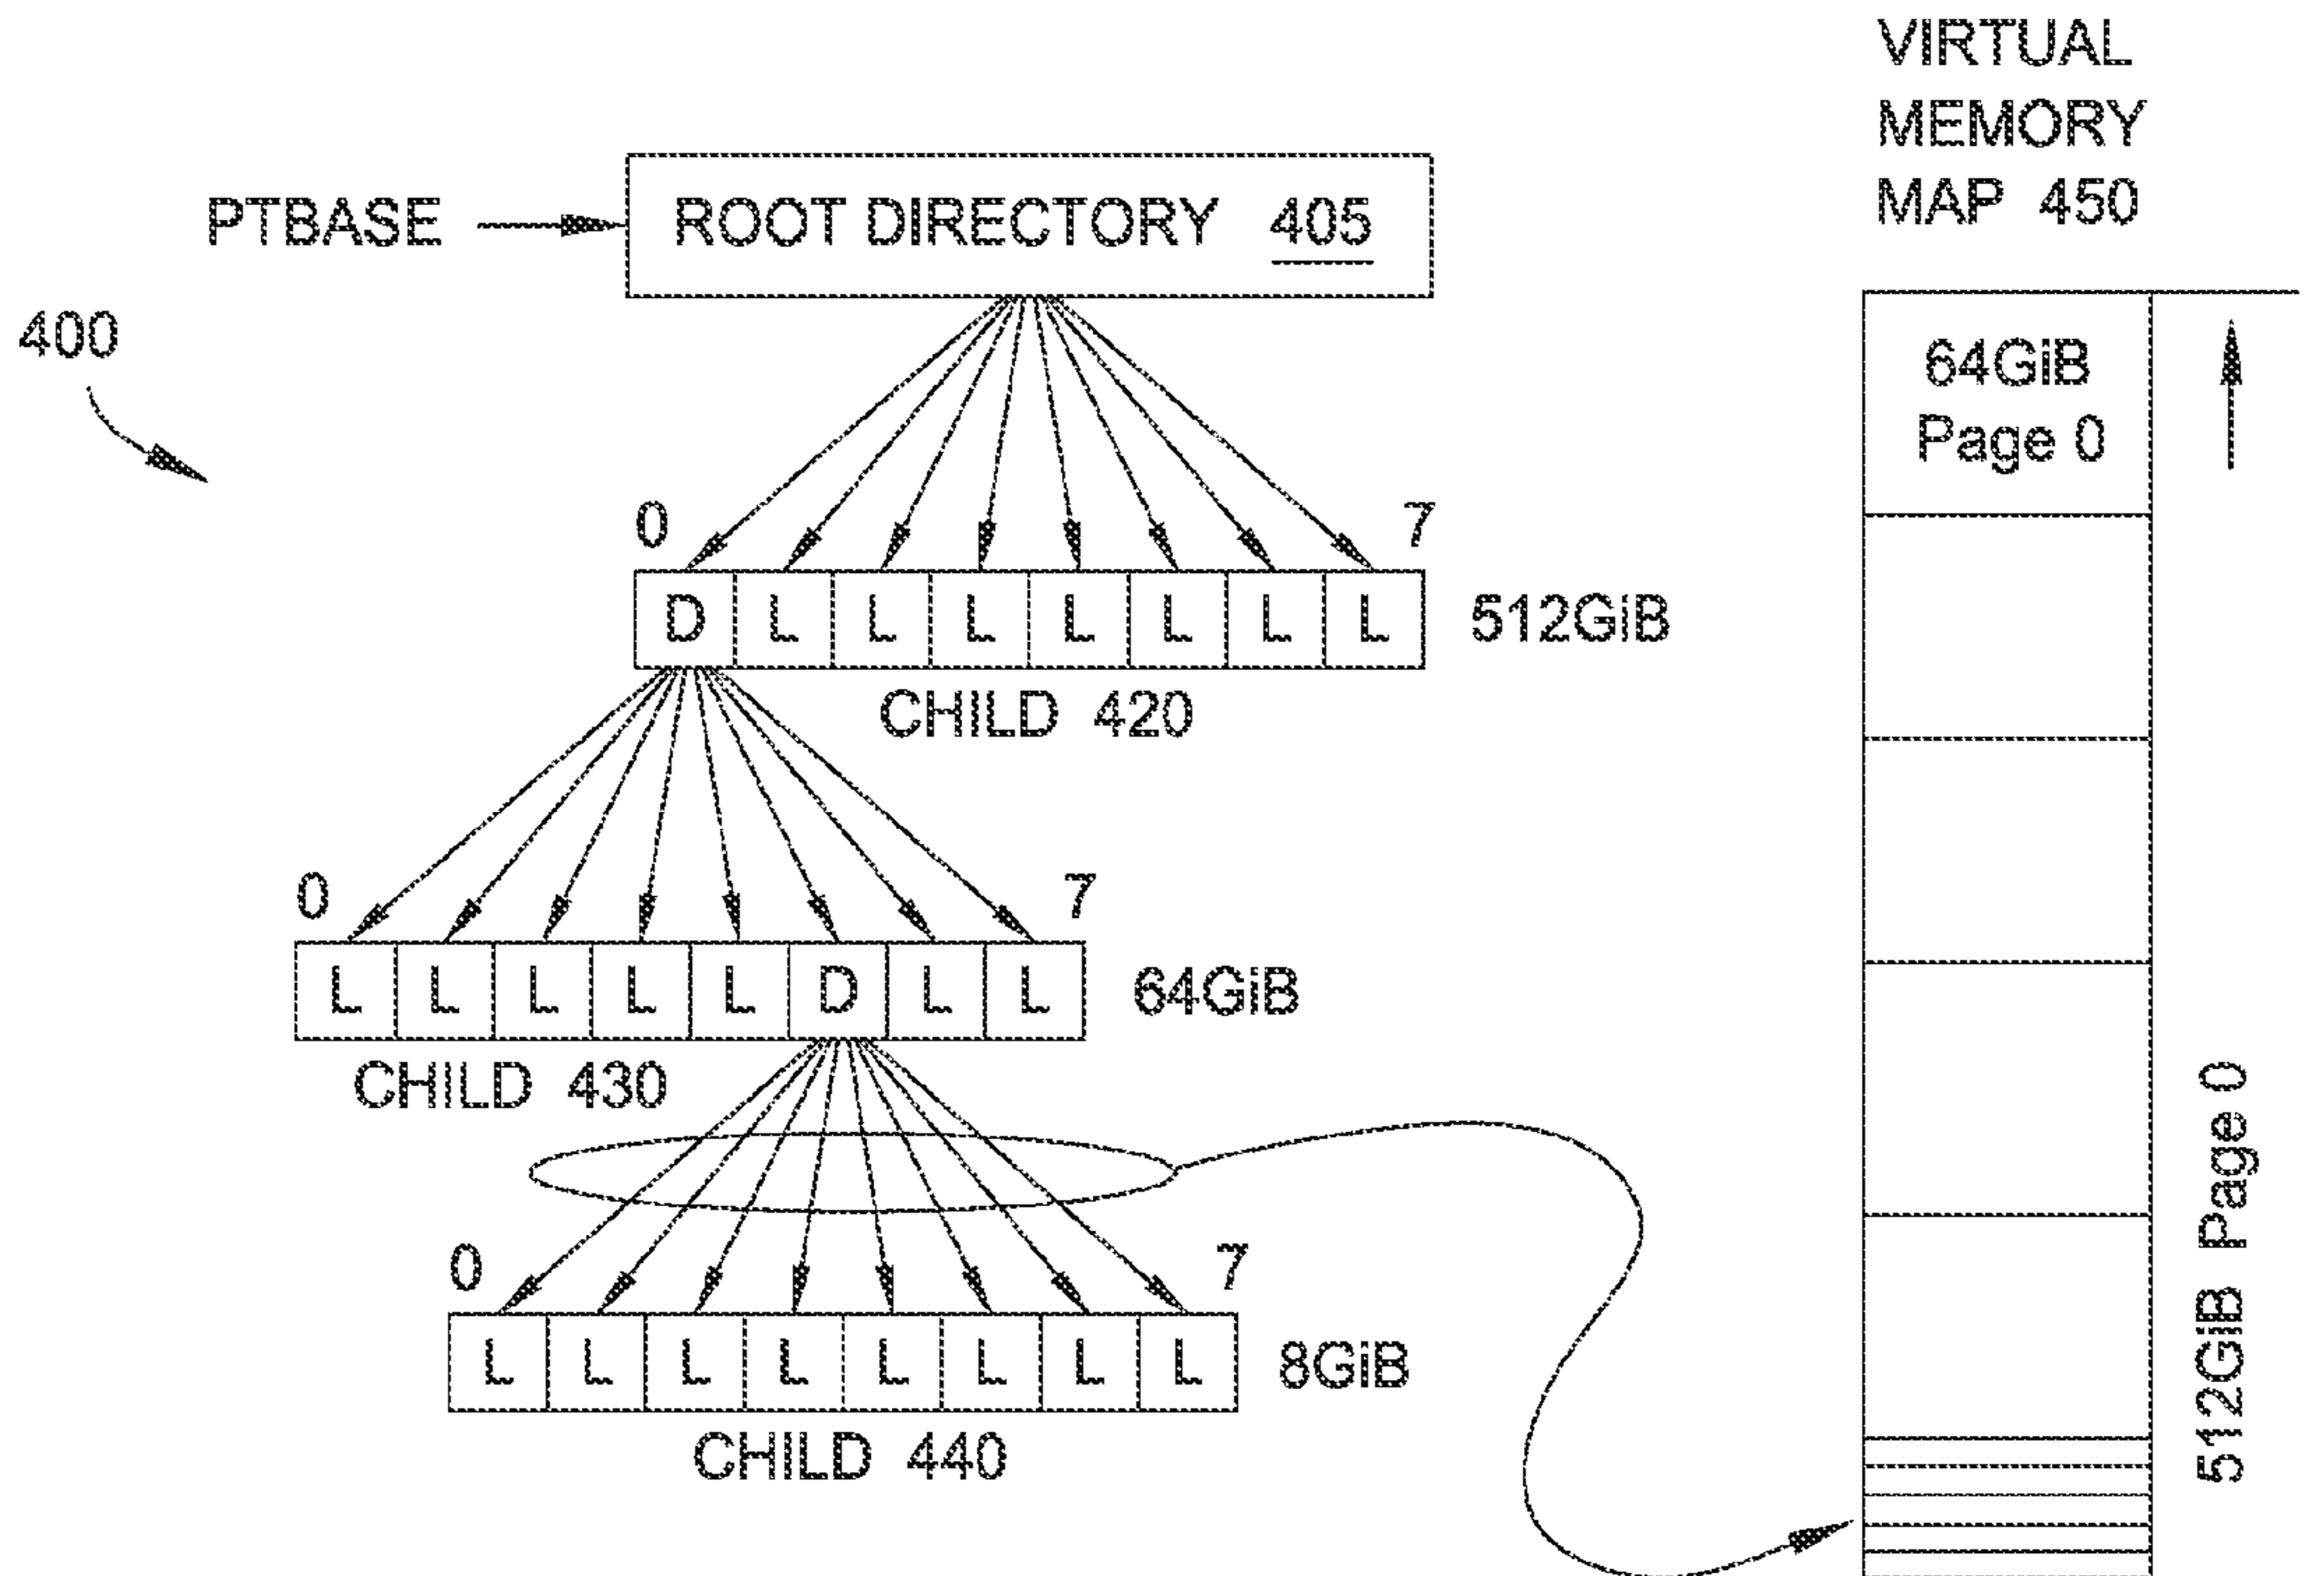 VIRTUAL
MEMORY
MAP 450
PTBASE
ROOT DIRECTORY 405
400
64GiB
Page 0
0
7
D L L L L L L L
512GiB
CHILD 420
0
7
L L L L L D L L
64GiB
CHILD 430
0
7
L L L L L L L L
8GiB
CHILD 440
512GiB Page 0